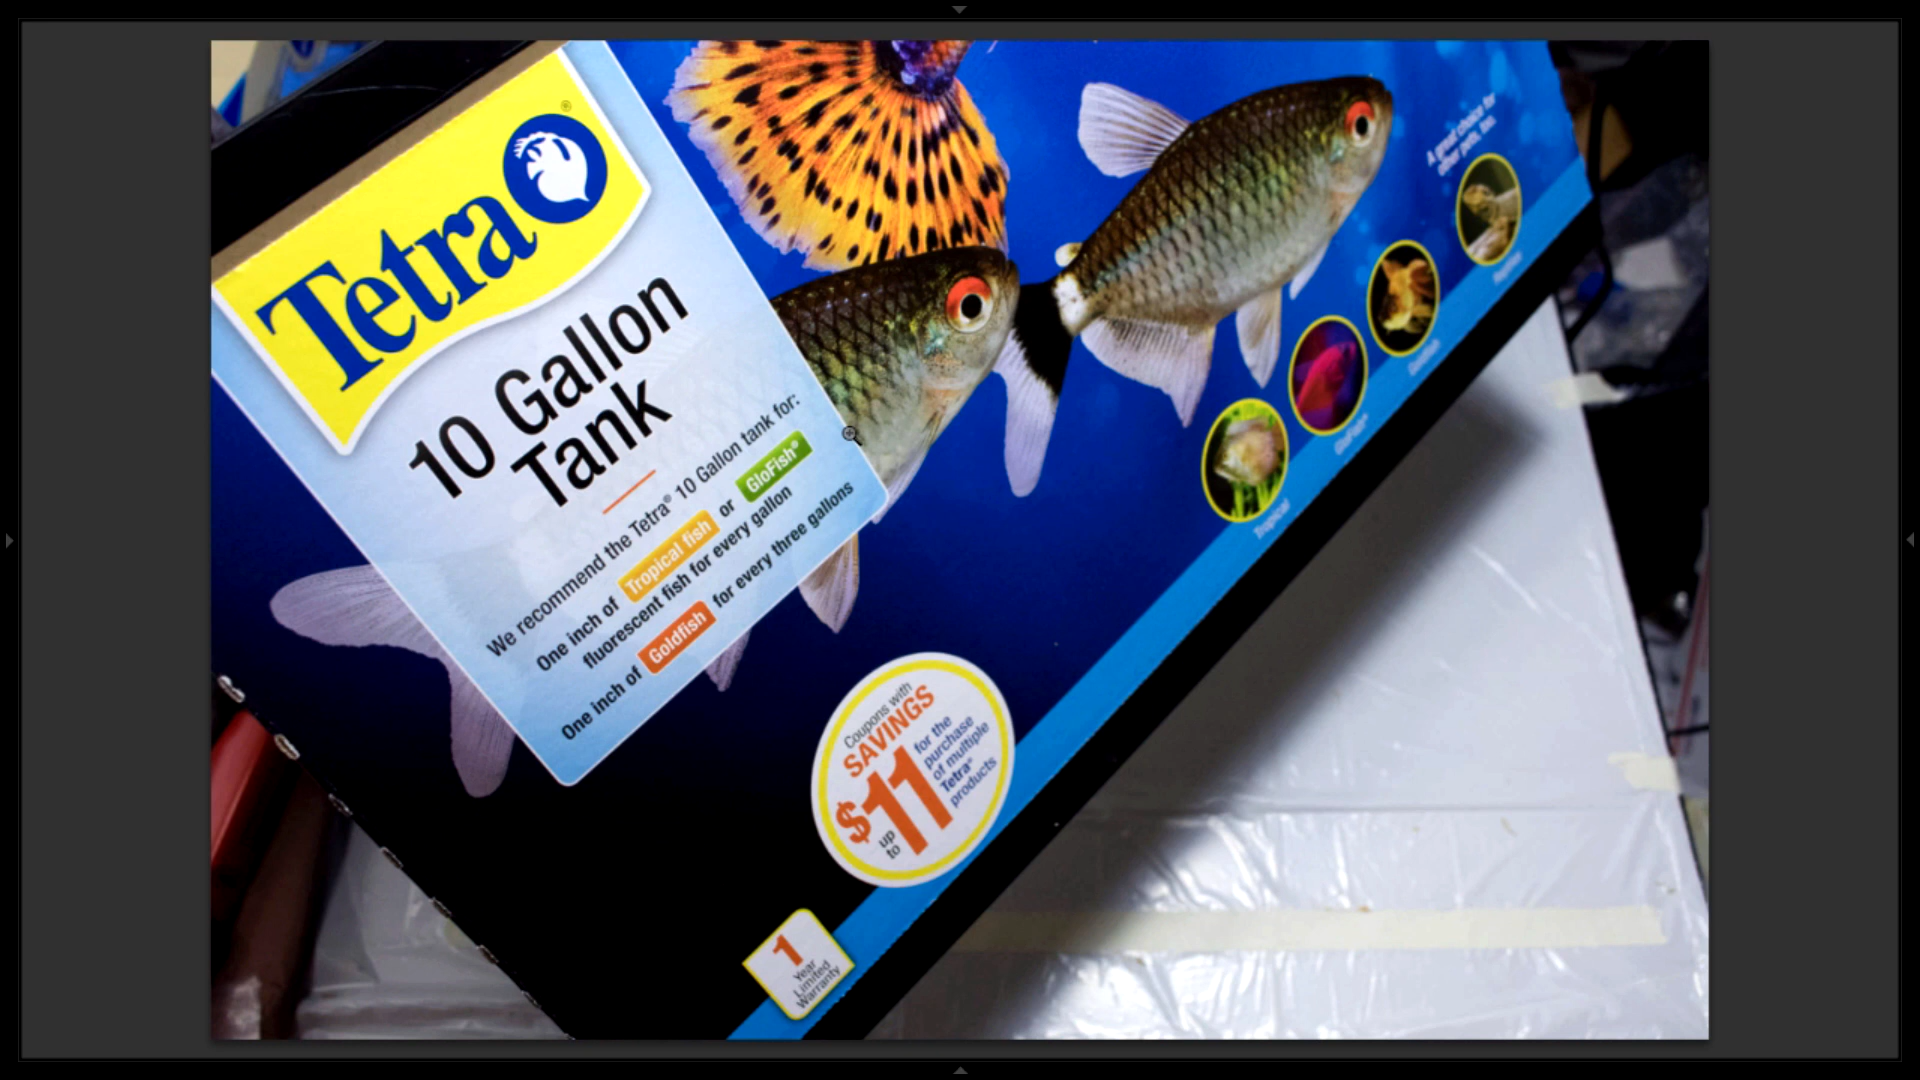 Tetra®
10 Gallon
Tank
We recommend the Tetra® 10 Gallon tank for:
One inch of Tropical fish or GloFish®
fluorescent fish for every gallon
One inch of Goldfish for every three gallons
A great choice for
other pets, too.
Tropical
GloFish®
Goldfish
Reptiles
Coupons with
SAVINGS
up to $11
for the
purchase
of multiple
Tetra®
products
1
Year
Limited
Warranty